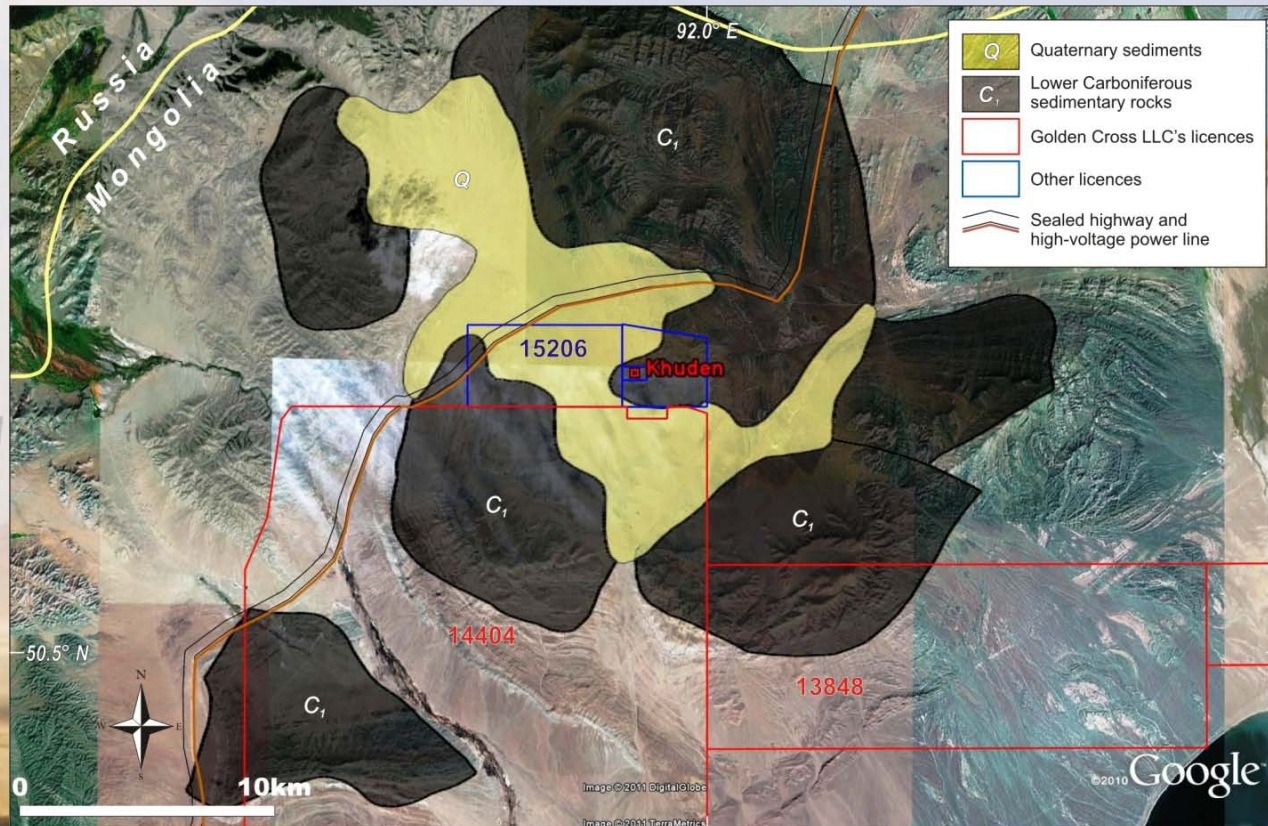 Russia
Mongolia
92.0° E
Q
Quaternary sediments
C₁
Lower Carboniferous
sedimentary rocks
Golden Cross LLC's licences
Other licences
Sealed highway and
high-voltage power line
C₁
Q
15206
Khuden
C₁
C₁
14404
13848
50.5° N
C₁
N
W
E
S
0
10km
Image © 2011 DigitalGlobe
Image © 2011 TerraMetrics
©2010 Google